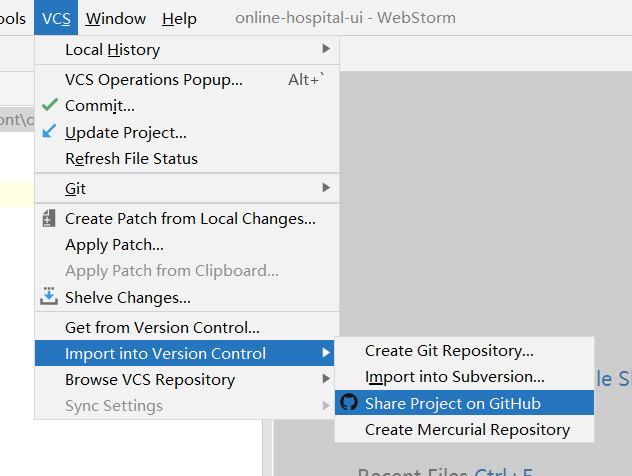 ools VCS Window Help online-hospital-ui - WebStorm
Local History
VCS Operations Popup... Alt+`
Commit...
ont\o
Update Project...
Refresh File Status
Git
Create Patch from Local Changes...
Apply Patch...
Apply Patch from Clipboard...
Shelve Changes...
Get from Version Control...
Import into Version Control
Browse VCS Repository
Sync Settings
Create Git Repository...
Import into Subversion...
le Sh
Share Project on GitHub
Create Mercurial Repository
Recent Files Ctrl+E